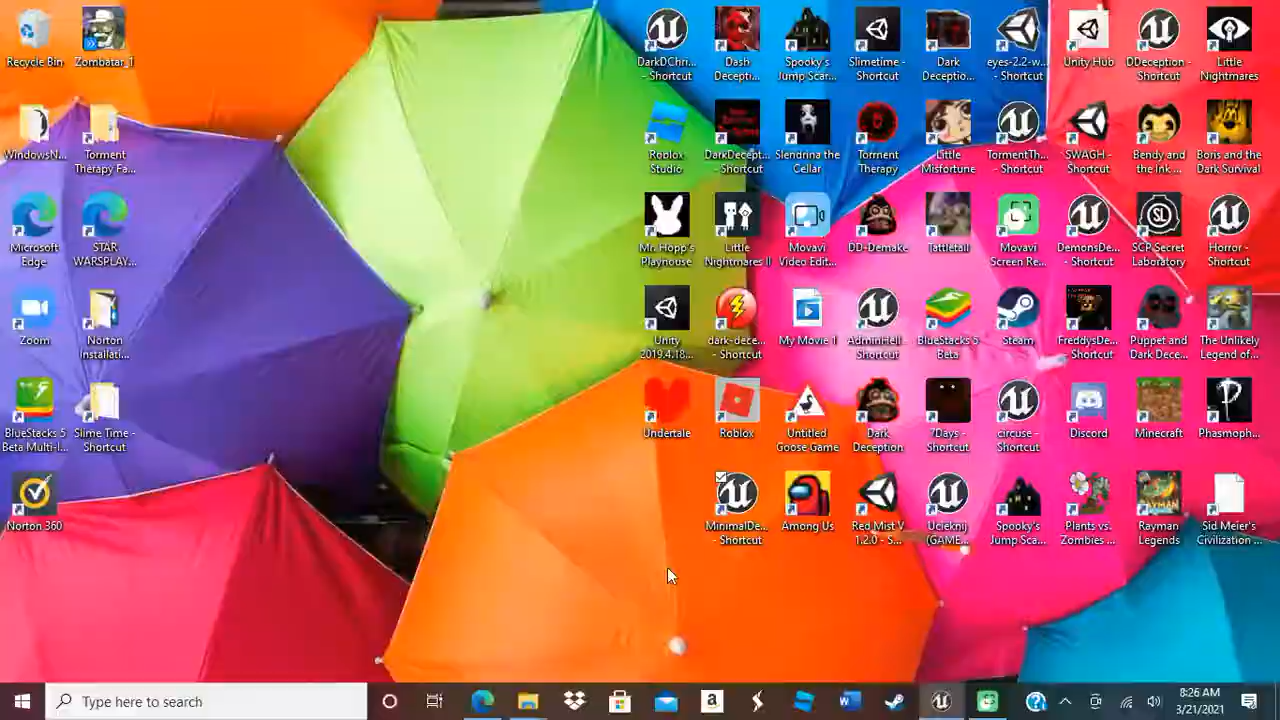 Recycle Bin
Zombatar_1
DarkDChri...
- Shortcut
Dash
Decepti...
Spooky's
Jump Scar...
Slimetime -
Shortcut
Dark
Deceptio...
eyes-2.2-w...
- Shortcut
Unity Hub
DDeception -
Shortcut
Little
Nightmares
WindowsN...
Torment
Therapy Fa...
Roblox
Studio
DarkDecept...
- Shortcut
Slendrina the
Cellar
Torment
Therapy
Little
Misfortune
TormentTh...
- Shortcut
SWAGH -
Shortcut
Bendy and
the Ink ...
Boris and the
Dark Survival
Microsoft
Edge
STAR
WARSPLAY...
Mr. Hopp's
Playhouse
Little
Nightmares II
Movavi
Video Edit...
DD-Demake
Tattletail
Movavi
Screen Re...
DemonsDe...
- Shortcut
SL
SCP Secret
Laboratory
Horror -
Shortcut
Zoom
Norton
Installati...
Unity
2019.4.18...
dark-dece...
- Shortcut
My Movie 1
AdminHell -
Shortcut
BlueStacks 5
Beta
Steam
FreddysDe...
- Shortcut
Puppet and
Dark Dece...
The Unlikely
Legend of...
BlueStacks 5
Beta Multi-I...
Slime Time -
Shortcut
Undertale
Roblox
Untitled
Goose Game
Dark
Deception
7Days -
Shortcut
circuse -
Shortcut
Discord
Minecraft
Phasmoph...
Norton 360
MinimalDe...
- Shortcut
Among Us
Red Mist V
1.2.0 - S...
Ucieknij
(GAME...
Spooky's
Jump Sca...
Plants vs.
Zombies ...
RAYMAN
Rayman
Legends
Sid Meier's
Civilization ...
Type here to search
8:26 AM
3/21/2021